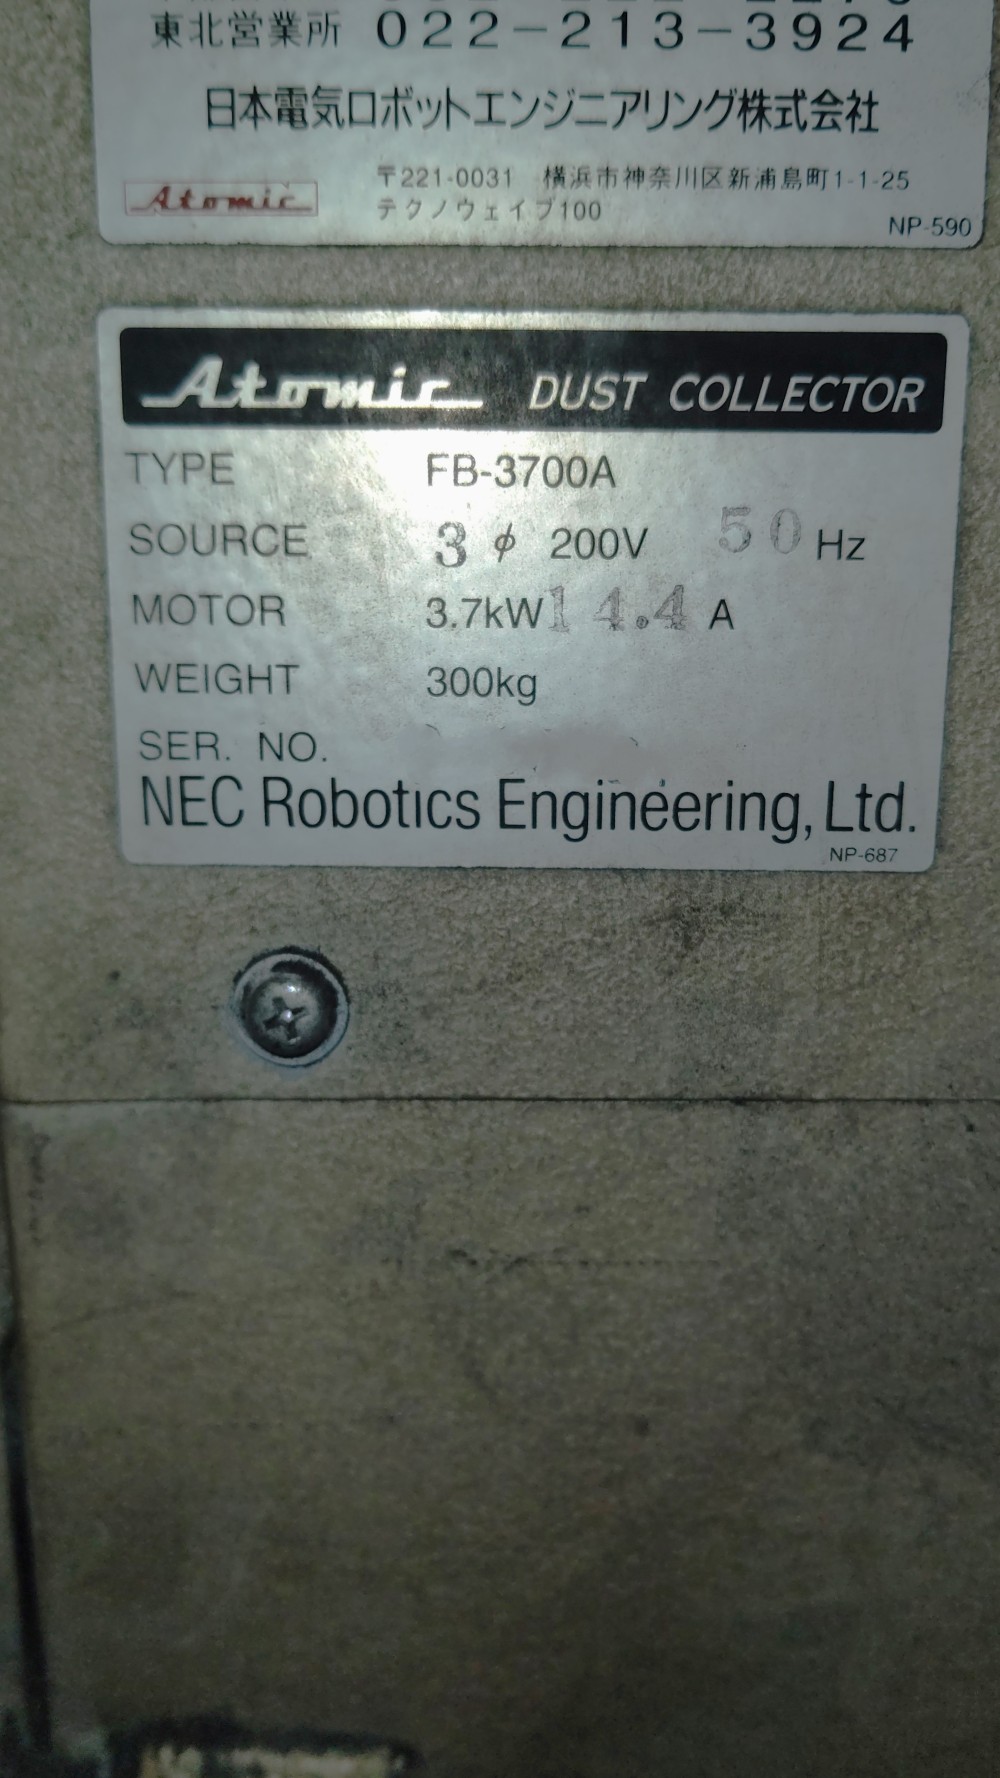 東北営業所 022-213-3924
日本電気ロボットエンジニアリング株式会社
Atomic
〒221-0031 横浜市神奈川区新浦島町1-1-25
テクノウェイブ100
NP-590
Atomic DUST COLLECTOR
TYPE FB-3700A
SOURCE 3 φ 200V 50 Hz
MOTOR 3.7kW 14.4 A
WEIGHT 300kg
SER. NO.
NEC Robotics Engineering, Ltd.
NP-687